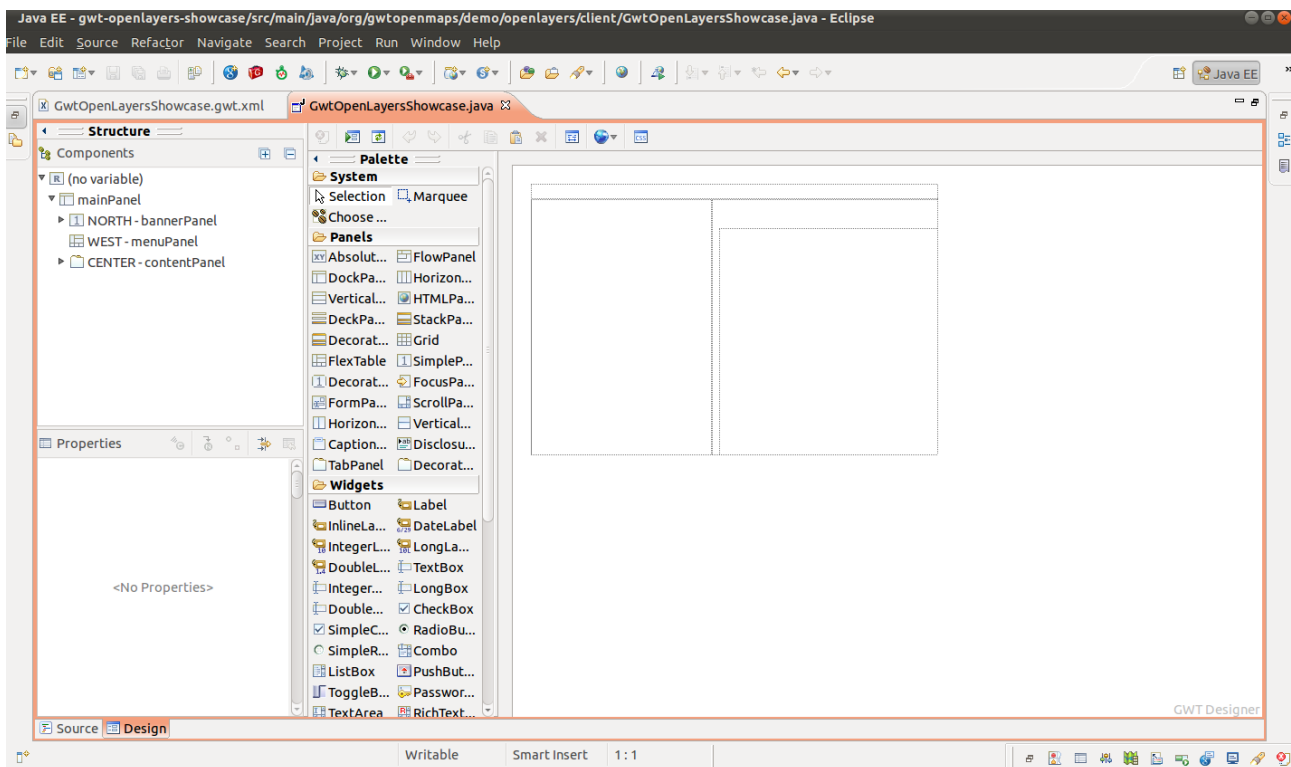 Java EE - gwt-openlayers-showcase/src/main/java/org/gwtopenmaps/demo/openlayers/client/GwtOpenLayersShowcase.java - Eclipse
File Edit Source Refactor Navigate Search Project Run Window Help
Java EE
GwtOpenLayersShowcase.gwt.xml GwtOpenLayersShowcase.java
Structure
Components
(no variable)
mainPanel
NORTH - bannerPanel
WEST - menuPanel
CENTER - contentPanel
Properties
<No Properties>
Palette
System
Selection Marquee
Choose ...
Panels
Absolut... FlowPanel
DockPa... Horizon...
Vertical... HTMLPa...
DeckPa... StackPa...
Decorat... Grid
FlexTable SimpleP...
Decorat... FocusPa...
FormPa... ScrollPa...
Horizon... Vertical...
Caption... Disclosu...
TabPanel Decorat...
Widgets
Button Label
InlineLa... DateLabel
IntegerL... LongLa...
DoubleL... TextBox
Integer... LongBox
Double... CheckBox
SimpleC... RadioBu...
SimpleR... Combo
ListBox PushBut...
ToggleB... Passwor...
TextArea RichText...
GWT Designer
Source Design
Writable Smart Insert 1 : 1